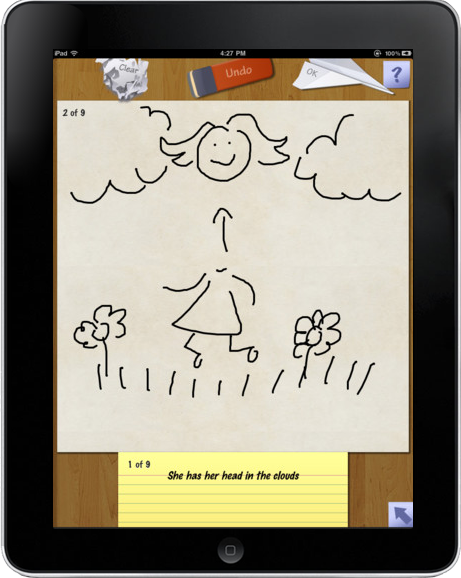 iPad 4:27 PM 100%
Clear Undo OK ?
2 of 9
1 of 9
She has her head in the clouds